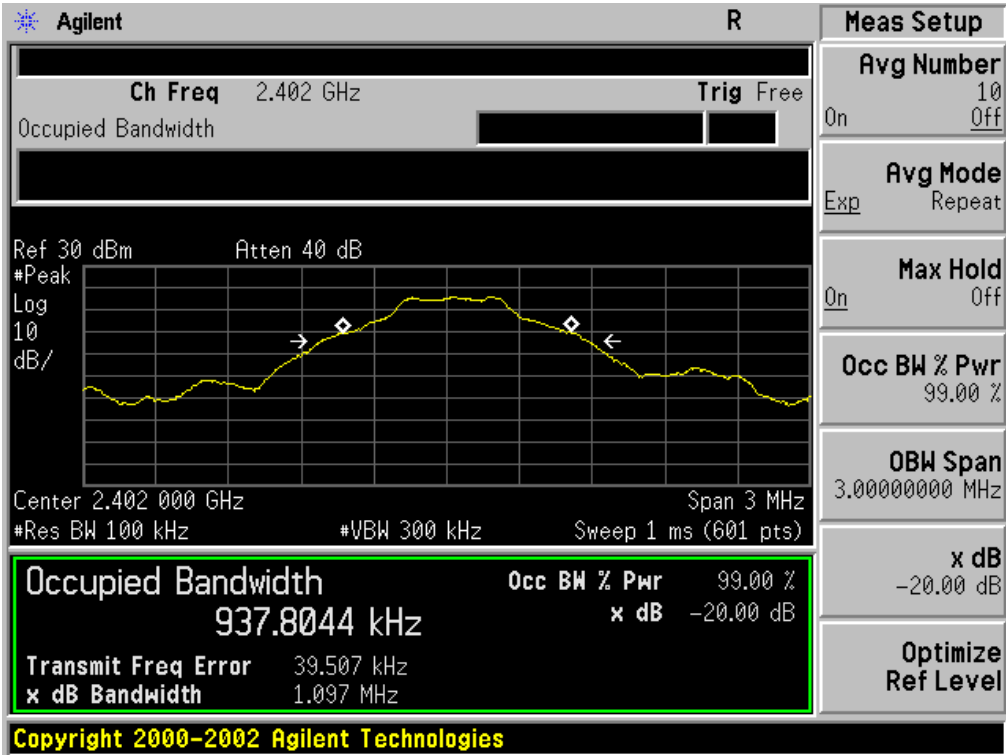 Agilent R
Ch Freq 2.402 GHz Trig Free
Occupied Bandwidth
Ref 30 dBm Atten 40 dB
#Peak
Log
10
dB/
Center 2.402 000 GHz Span 3 MHz
#Res BW 100 kHz #VBW 300 kHz Sweep 1 ms (601 pts)
Occupied Bandwidth Occ BW % Pwr 99.00 %
937.8044 kHz x dB -20.00 dB
Transmit Freq Error 39.507 kHz
x dB Bandwidth 1.097 MHz
Copyright 2000-2002 Agilent Technologies
Meas Setup
Avg Number
10
On Off
Avg Mode
Exp Repeat
Max Hold
On Off
Occ BW % Pwr
99.00 %
OBW Span
3.00000000 MHz
x dB
-20.00 dB
Optimize
Ref Level